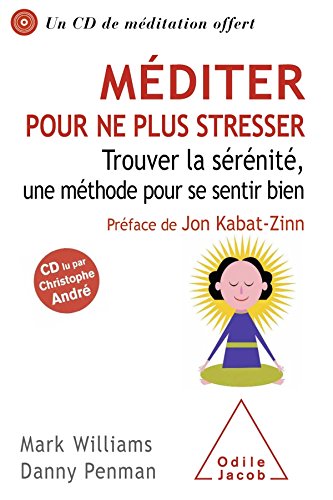 Un CD de méditation offert
MÉDITER
POUR NE PLUS STRESSER
Trouver la sérénité,
une méthode pour se sentir bien
Préface de Jon Kabat-Zinn
CD lu par
Christophe
André
Mark Williams
Danny Penman
Odile
Jacob